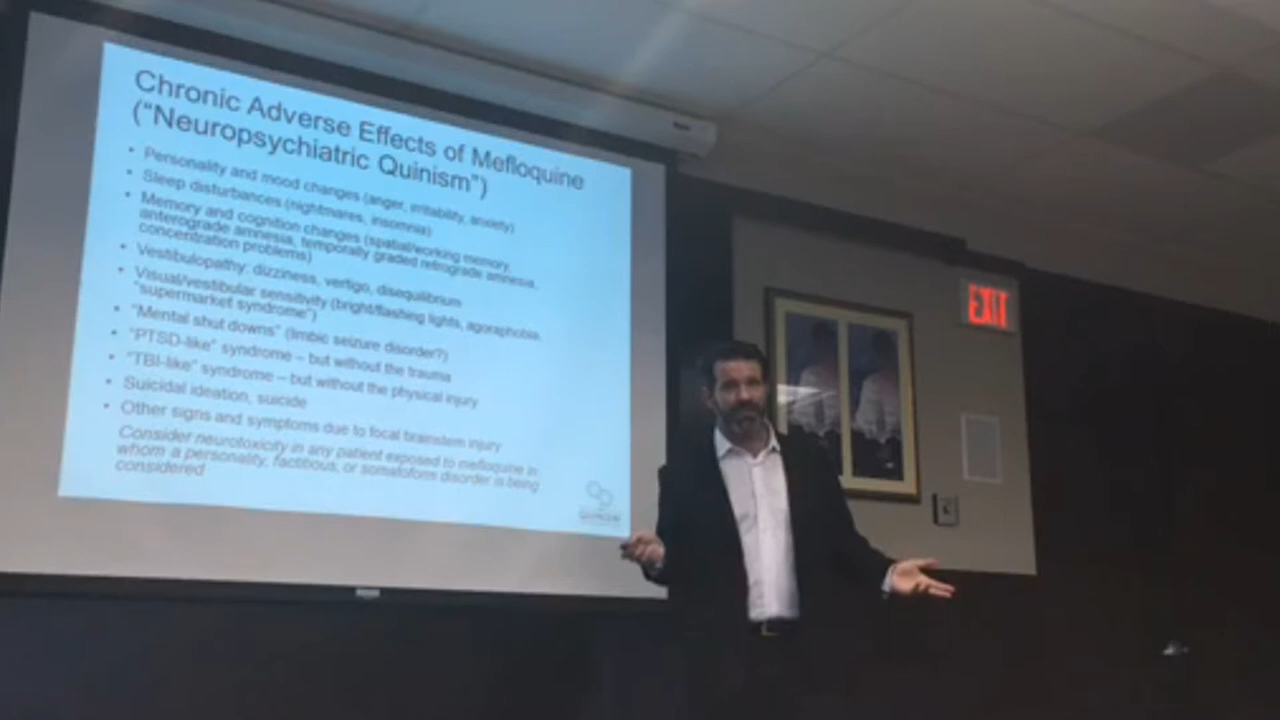 Chronic Adverse Effects of Mefloquine
("Neuropsychiatric Quinism")
• Personality and mood changes (anger, irritability, anxiety)
• Sleep disturbances (nightmares, insomnia)
• Memory and cognition changes (spatial/working memory,
anterograde amnesia, temporally graded retrograde amnesia,
concentration problems)
• Vestibulopathy: dizziness, vertigo, disequilibrium
• Visual/vestibular sensitivity (bright/flashing lights, agoraphobia,
"supermarket syndrome")
• "Mental shut downs" (limbic seizure disorder?)
• "PTSD-like" syndrome – but without the trauma
• "TBI-like" syndrome – but without the physical injury
• Suicidal ideation, suicide
• Other signs and symptoms due to focal brainstem injury
Consider neurotoxicity in any patient exposed to mefloquine in
whom a personality, factitious, or somatoform disorder is being
considered
EXIT